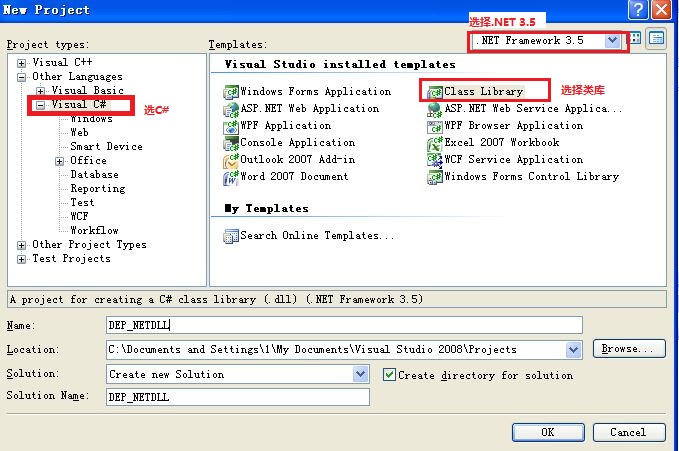 New Project
选择.NET 3.5
Project types:
Templates:
.NET Framework 3.5
Visual C++
Other Languages
Visual Basic
Visual C#
选C#
Windows
Web
Smart Device
Office
Database
Reporting
Test
WCF
Workflow
Other Project Types
Test Projects
Visual Studio installed templates
Windows Forms Application
Class Library
选择类库
ASP.NET Web Application
ASP.NET Web Service Applica...
WPF Application
WPF Browser Application
Console Application
Excel 2007 Workbook
Outlook 2007 Add-in
WCF Service Application
Word 2007 Document
Windows Forms Control Library
My Templates
Search Online Templates...
A project for creating a C# class library (.dll) (.NET Framework 3.5)
Name:
DEP_NETDLL
Location:
C:\Documents and Settings\1\My Documents\Visual Studio 2008\Projects
Browse...
Solution:
Create new Solution
Create directory for solution
Solution Name:
DEP_NETDLL
OK
Cancel